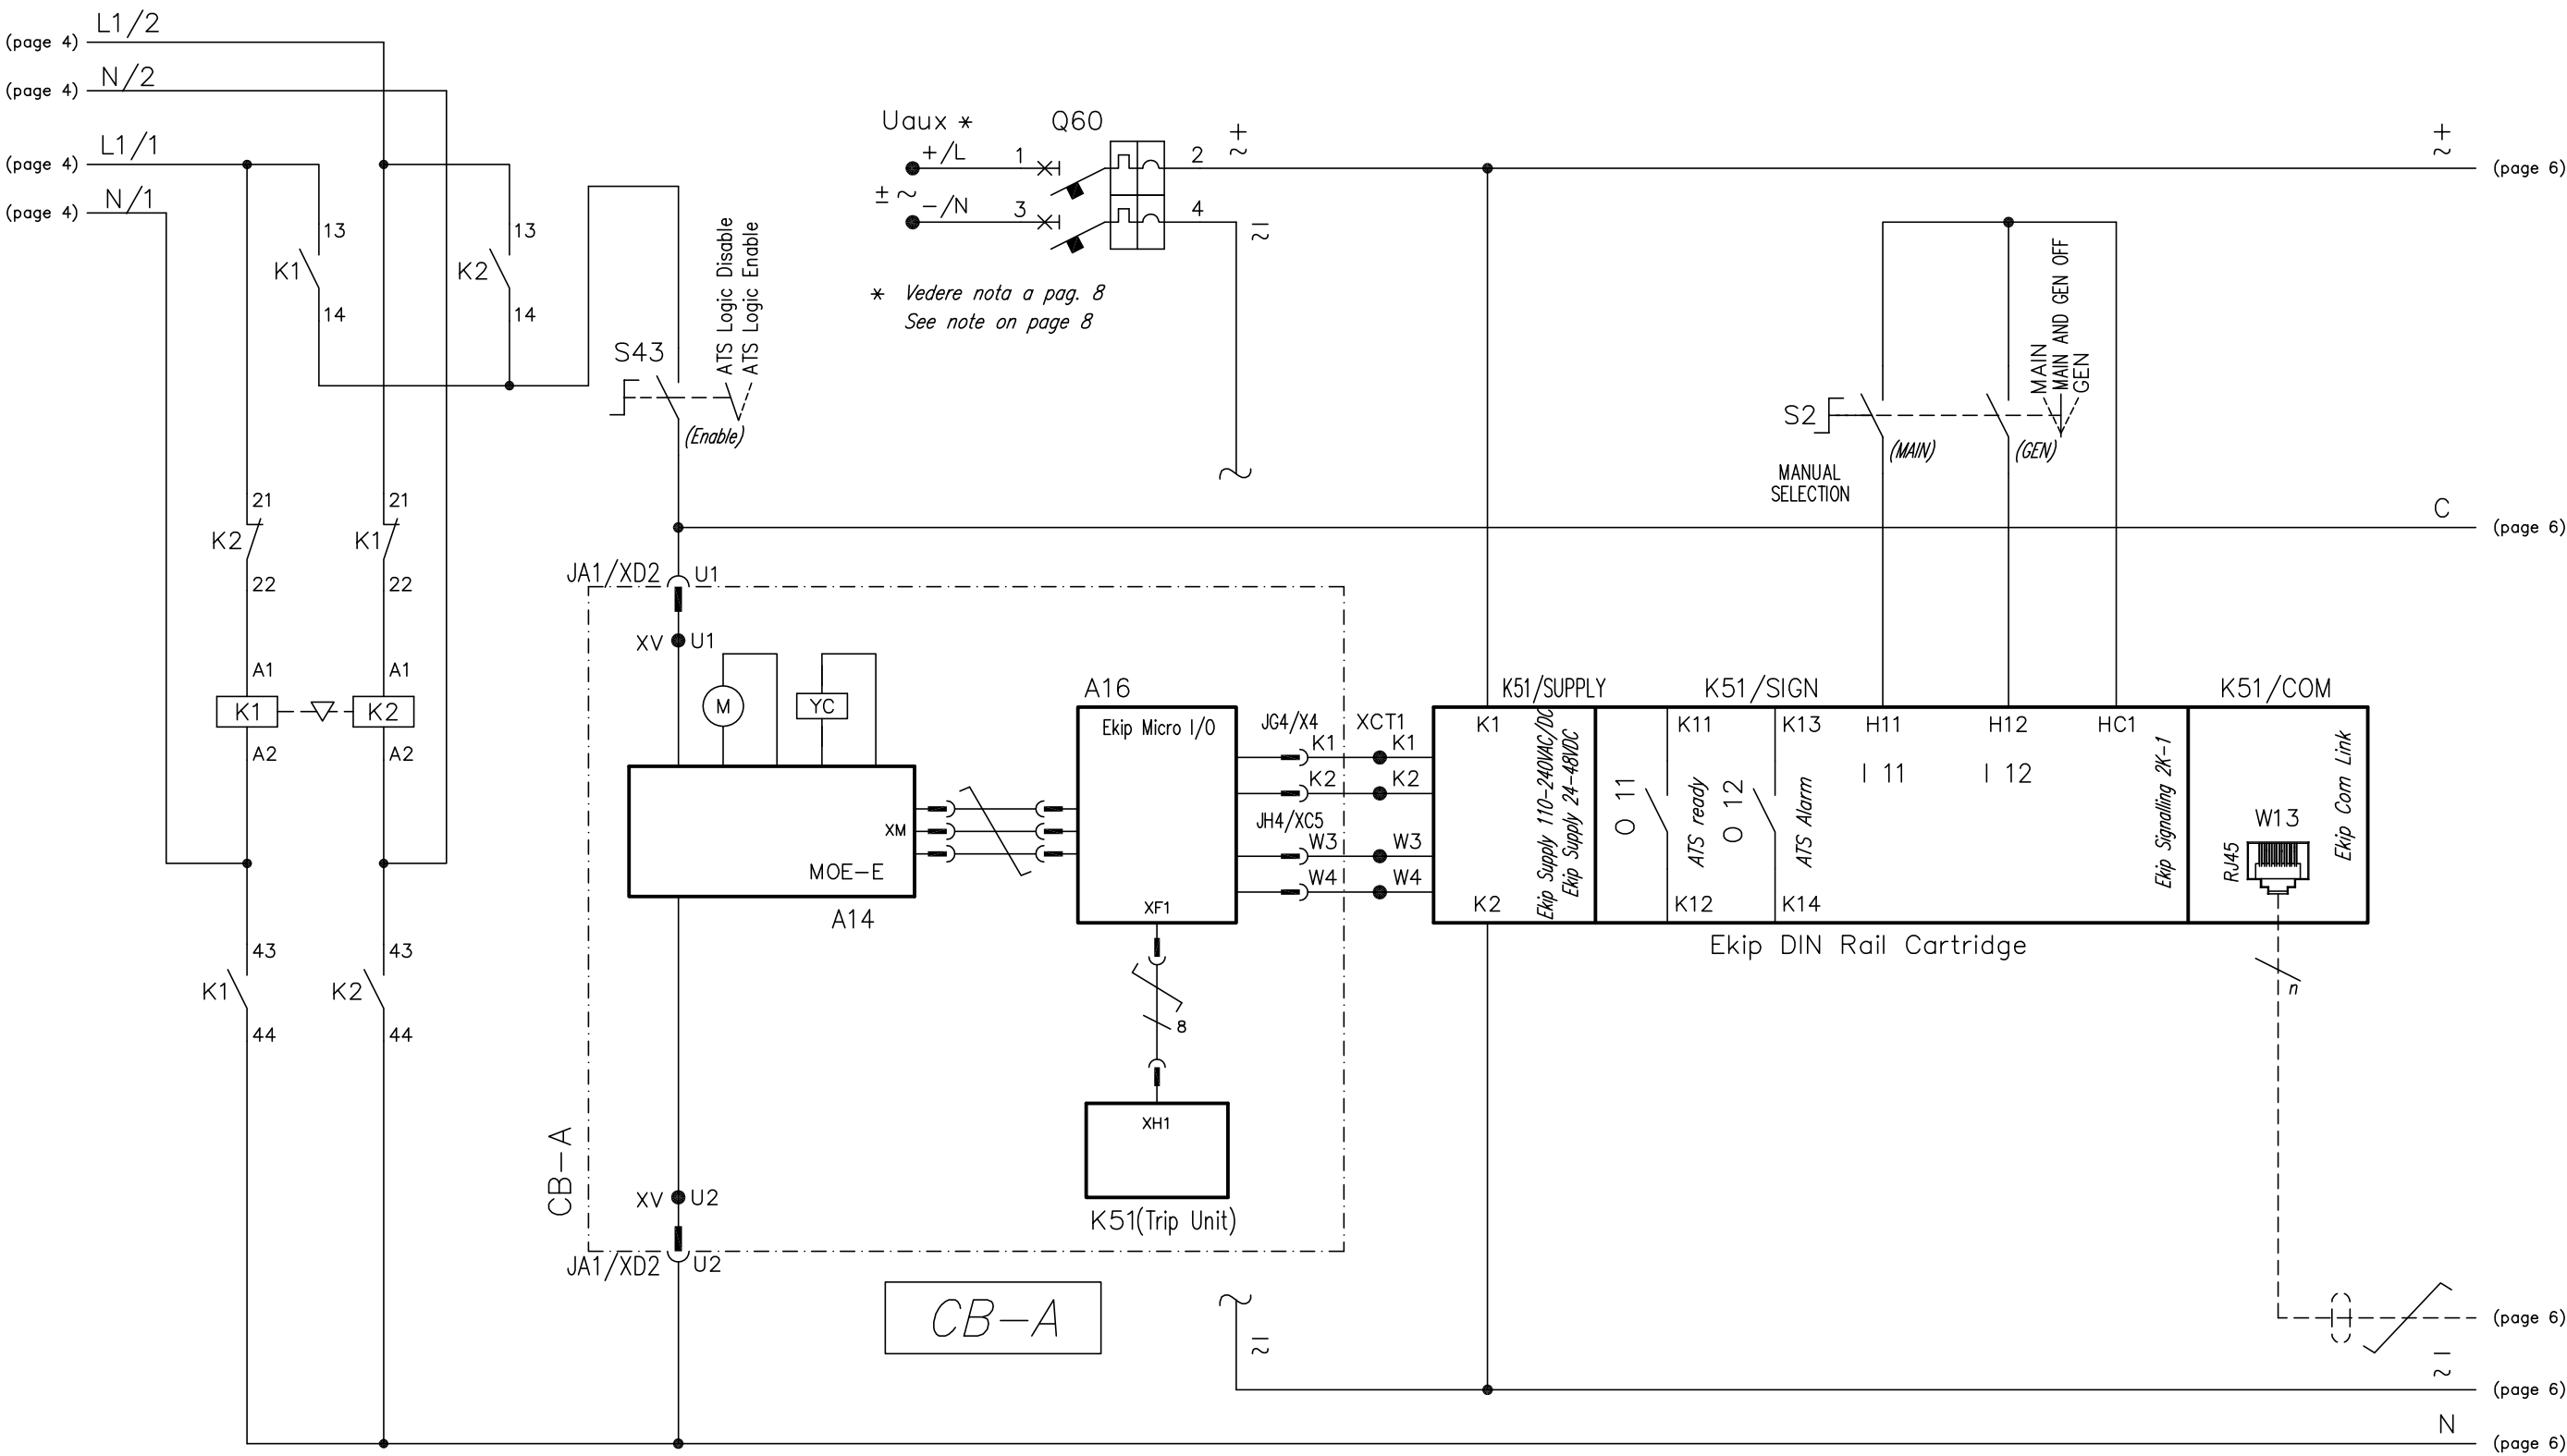 (page 4) L1/2
(page 4) N/2
(page 4) L1/1
(page 4) N/1
13
K1
14
13
K2
14
21
K2
22
21
K1
22
A1
K1
A2
A1
K2
A2
43
K1
44
43
K2
44
S43
(Enable)
ATS Logic Disable
ATS Logic Enable
Uaux *
Q60
+/L
1
2
+
~
± ~
-/N
3
4
–
~
* Vedere nota a pag. 8
See note on page 8
+
~
(page 6)
S2
(MAIN)
(GEN)
MAIN
MAIN AND GEN OFF
GEN
MANUAL
SELECTION
C
(page 6)
JA1/XD2
U1
XV
U1
M
YC
XM
MOE-E
A14
A16
Ekip Micro I/O
XF1
8
XH1
K51(Trip Unit)
XV
U2
JA1/XD2
U2
CB-A
CB-A
JG4/X4
XCT1
K1
K1
K2
K2
JH4/XC5
W3
W3
W4
W4
K51/SUPPLY
K1
K2
Ekip Supply 110-240VAC/DC
Ekip Supply 24-48VDC
K51/SIGN
K11
O 11
ATS ready
K12
K13
O 12
ATS Alarm
K14
H11
I 11
H12
I 12
HC1
Ekip Signalling 2K-1
K51/COM
W13
RJ45
Ekip Com Link
Ekip DIN Rail Cartridge
n
(page 6)
–
~
–
~
(page 6)
N
(page 6)